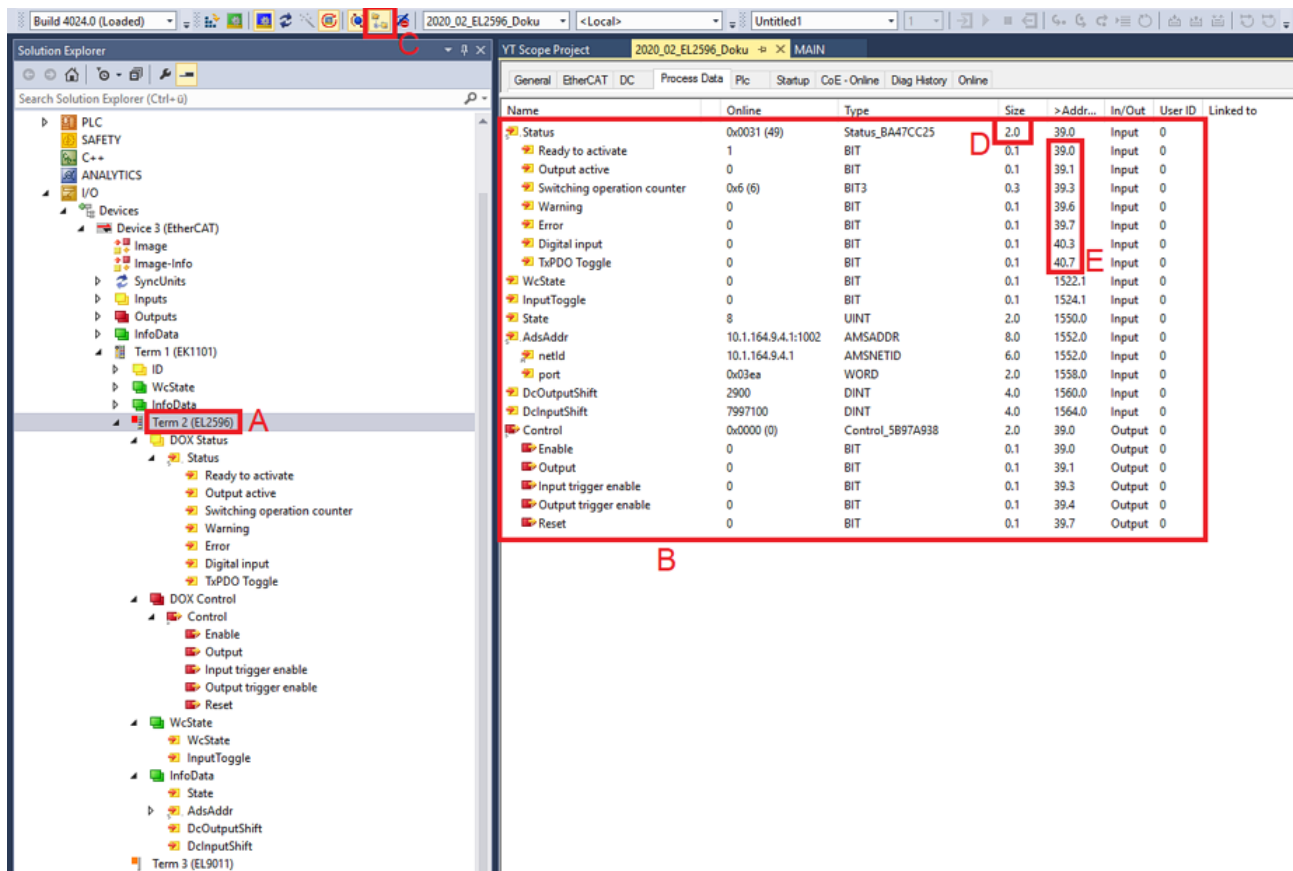 Build 4024.0 (Loaded) 2020_02_EL2596_Doku <Local> Untitled1 1
C
Solution Explorer
Search Solution Explorer (Ctrl+ü)
PLC
SAFETY
C++
ANALYTICS
I/O
Devices
Device 3 (EtherCAT)
Image
Image-Info
SyncUnits
Inputs
Outputs
InfoData
Term 1 (EK1101)
ID
WcState
InfoData
Term 2 (EL2596) A
DOX Status
Status
Ready to activate
Output active
Switching operation counter
Warning
Error
Digital input
TxPDO Toggle
DOX Control
Control
Enable
Output
Input trigger enable
Output trigger enable
Reset
WcState
WcState
InputToggle
InfoData
State
AdsAddr
DcOutputShift
DcInputShift
Term 3 (EL9011)
YT Scope Project 2020_02_EL2596_Doku MAIN
General EtherCAT DC Process Data Plc Startup CoE - Online Diag History Online
Name Online Type Size >Addr... In/Out User ID Linked to
Status 0x0031 (49) Status_BA47CC25 D 2.0 39.0 Input 0
Ready to activate 1 BIT 0.1 39.0 Input 0
Output active 0 BIT 0.1 39.1 Input 0
Switching operation counter 0x6 (6) BIT3 0.3 39.3 Input 0
Warning 0 BIT 0.1 39.6 Input 0
Error 0 BIT 0.1 39.7 Input 0
Digital input 0 BIT 0.1 40.3 Input 0
TxPDO Toggle 0 BIT 0.1 40.7 E Input 0
WcState 0 BIT 0.1 1522.1 Input 0
InputToggle 0 BIT 0.1 1524.1 Input 0
State 8 UINT 2.0 1550.0 Input 0
AdsAddr 10.1.164.9.4.1:1002 AMSADDR 8.0 1552.0 Input 0
netId 10.1.164.9.4.1 AMSNETID 6.0 1552.0 Input 0
port 0x03ea WORD 2.0 1558.0 Input 0
DcOutputShift 2900 DINT 4.0 1560.0 Input 0
DcInputShift 7997100 DINT 4.0 1564.0 Input 0
Control 0x0000 (0) Control_5B97A938 2.0 39.0 Output 0
Enable 0 BIT 0.1 39.0 Output 0
Output 0 BIT 0.1 39.1 Output 0
Input trigger enable 0 BIT 0.1 39.3 Output 0
Output trigger enable 0 BIT 0.1 39.4 Output 0
Reset 0 BIT 0.1 39.7 Output 0
B